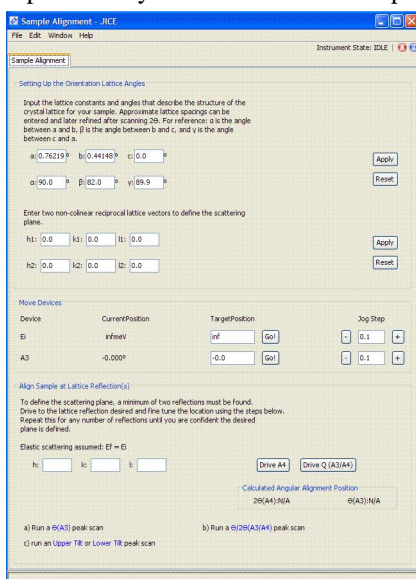 Sample Alignment - JICE
File Edit Window Help
Instrument State: IDLE |
Sample Alignment
Setting Up the Orientation Lattice Angles
Input the lattice constants and angles that describe the structure of the
crystal lattice for your sample. Approximate lattice spacings can be
entered and later refined after scanning 2θ. For reference: α is the angle
between a and b, β is the angle between b and c, and γ is the angle
between c and a.
a: 0.76219 º b: 0.44148 º c: 0.0 º Apply
α: 90.0 º β: 82.0 º γ: 89.9 º Reset
Enter two non-colinear reciprocal lattice vectors to define the scattering
plane.
h1: 0.0 k1: 0.0 l1: 0.0 Apply
h2: 0.0 k2: 0.0 l2: 0.0 Reset
Move Devices
Device CurrentPosition TargetPosition Jog Step
Ei infmeV inf Go! - 0.1 +
A3 -0.000º -0.0 Go! - 0.1 +
Align Sample at Lattice Reflection(s)
To define the scattering plane, a minimum of two reflections must be found.
Drive to the lattice reflection desired and fine tune the location using the steps below.
Repeat this for any number of reflections until you are confident the desired
plane is defined.
Elastic scattering assumed: Ef = Ei
h: k: l: Drive A4 Drive Q (A3/A4)
Calculated Angular Alignment Position
2θ(A4):N/A θ(A3):N/A
a) Run a θ(A3) peak scan b) Run a θ/2θ(A3/A4) peak scan
c) run an Upper Tilt or Lower Tilt peak scan